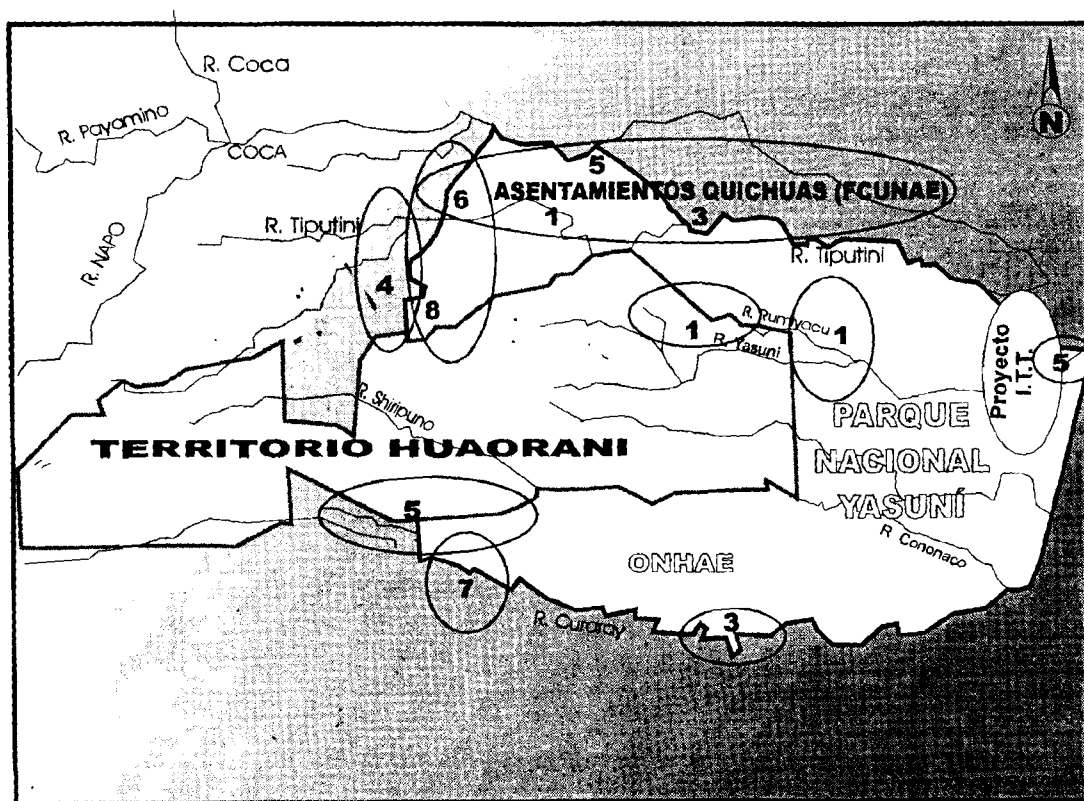 R. Coca
N
R. Payamino
COCA
5
ASENTAMIENTOS QUICHUAS (FCUNAE)
6
1
3
R. Tiputini
R. NAPO
R. Tiputini
4
8
1
R. Rumiyacu
R. Yasuni
1
Proyecto
I.T.T.
5
R. Shiripuno
TERRITORIO HUAORANI
PARQUE
NACIONAL
YASUNÍ
5
R. Cononaco
ONHAE
7
R. Curaray
3